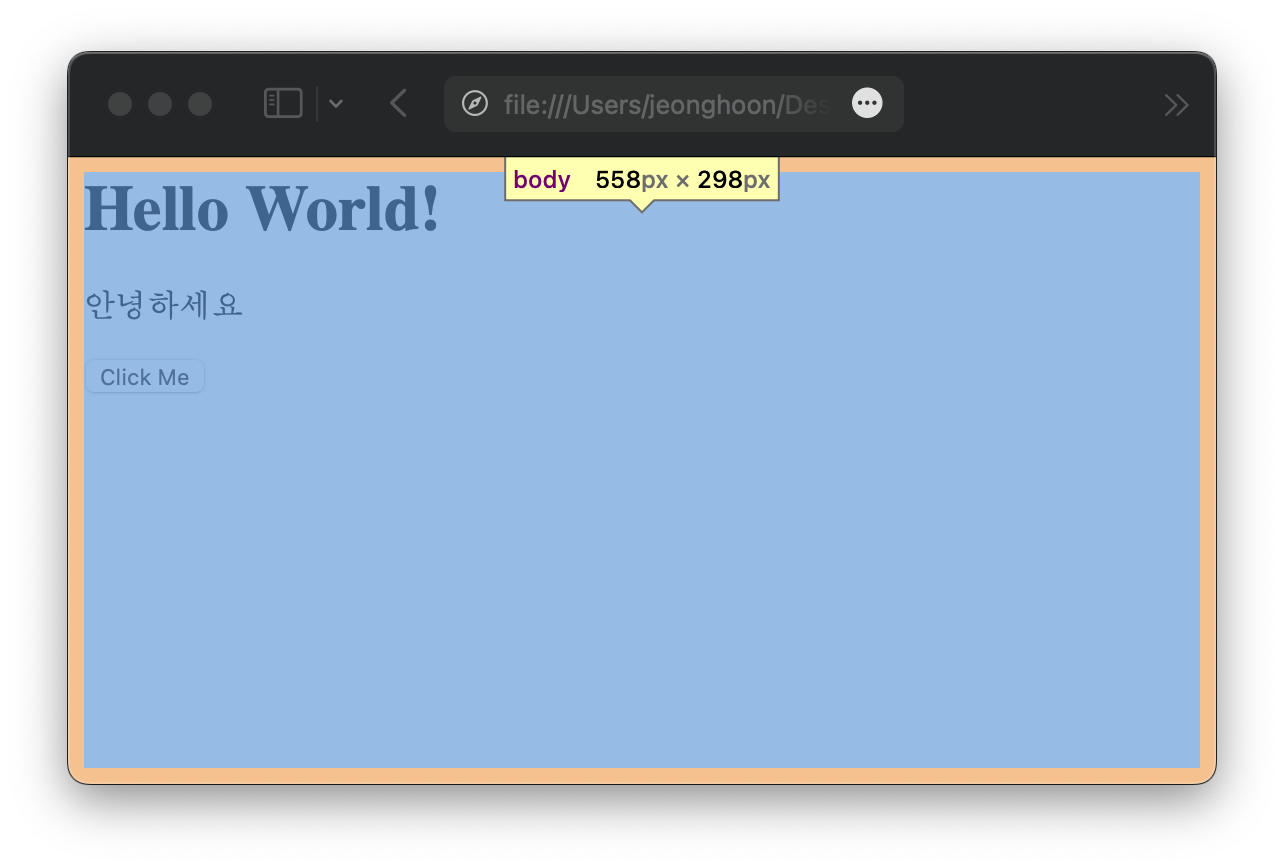 file:///Users/jeonghoon/Des
body 558px × 298px
Hello World!
안녕하세요
Click Me